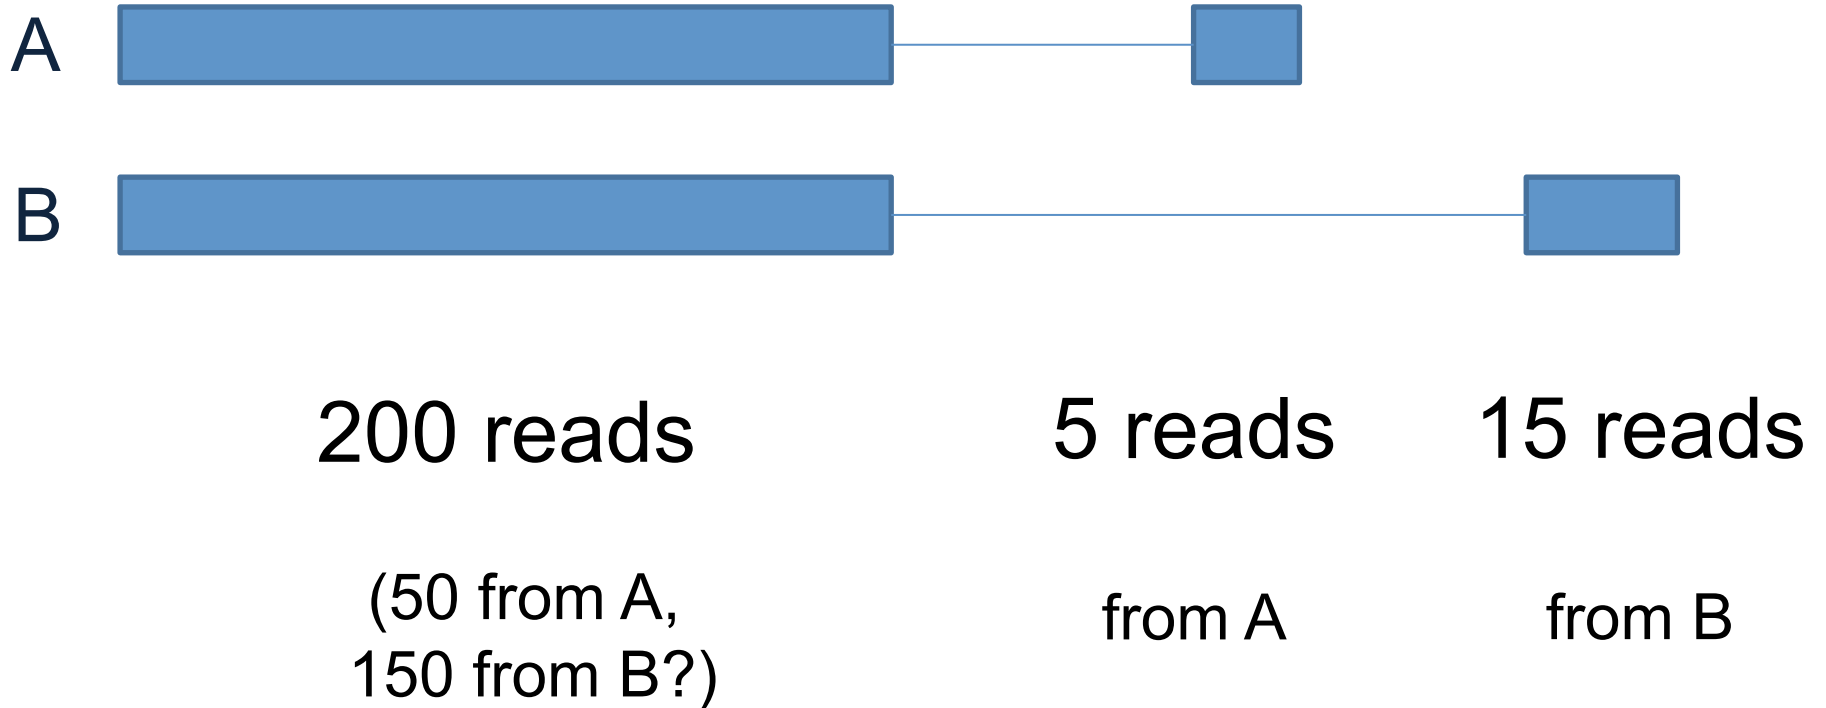 A
B
200 reads
5 reads
15 reads
(50 from A,
150 from B?)
from A
from B